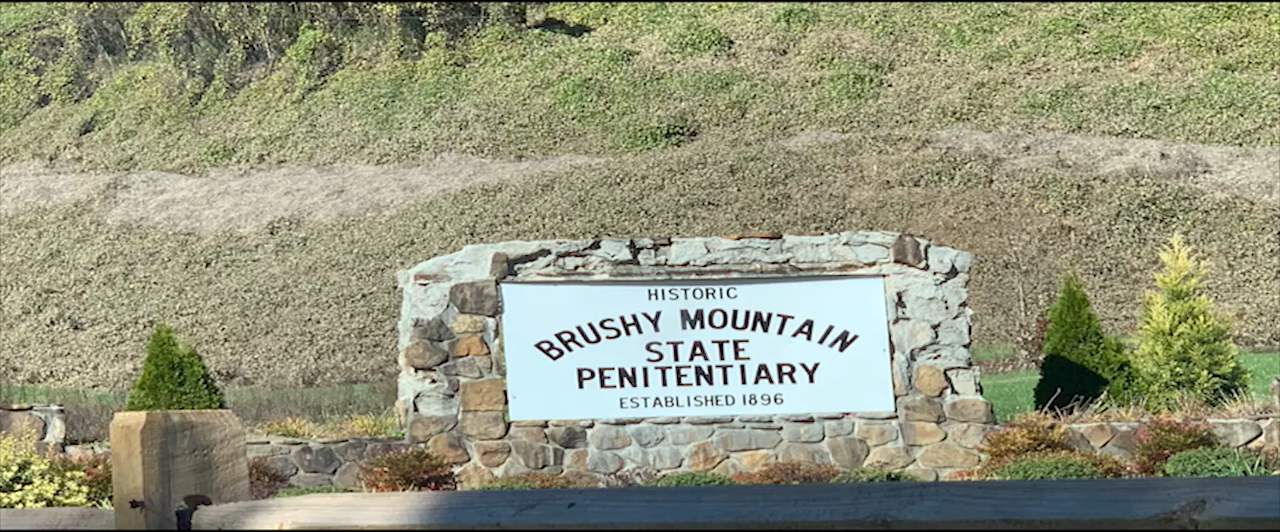 HISTORIC
BRUSHY MOUNTAIN
STATE
PENITENTIARY
ESTABLISHED 1896